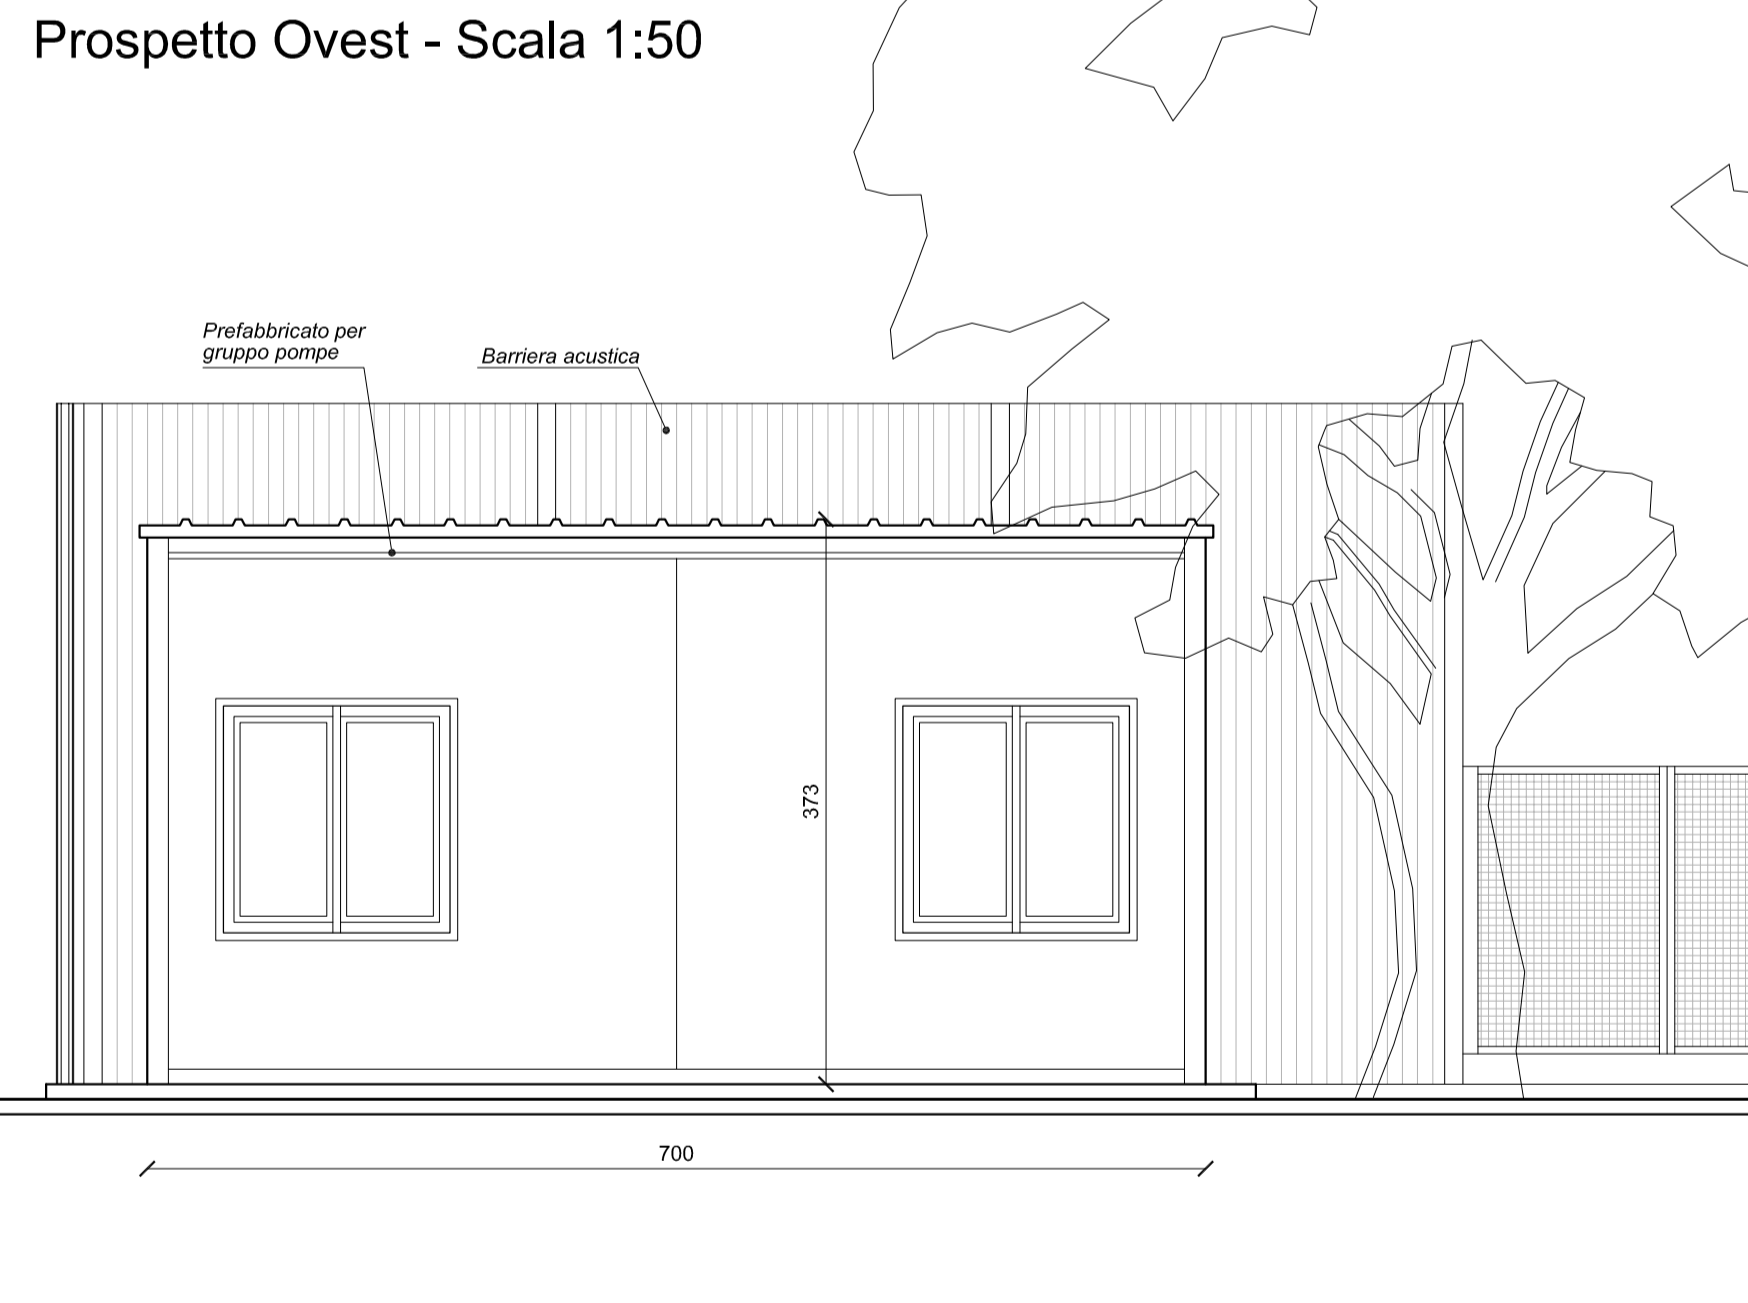 Prospetto Ovest - Scala 1:50
Prefabbricato per
gruppo pompe
Barriera acustica
373
700